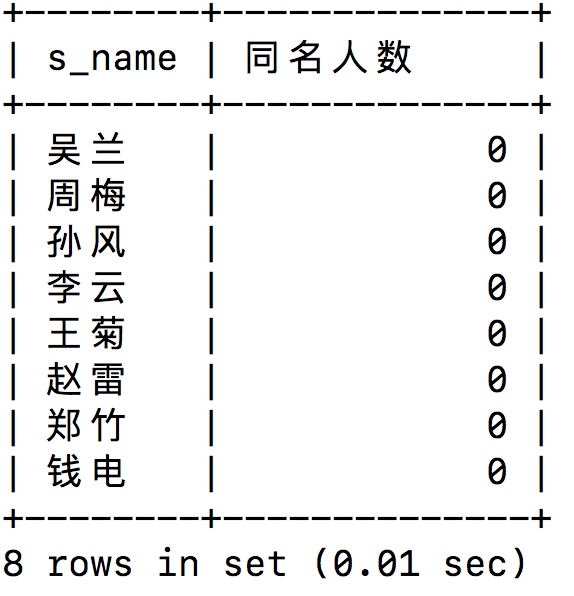 +--------+--------------+
| s_name | 同名人数 |
+--------+--------------+
| 吴兰 | 0 |
| 周梅 | 0 |
| 孙风 | 0 |
| 李云 | 0 |
| 王菊 | 0 |
| 赵雷 | 0 |
| 郑竹 | 0 |
| 钱电 | 0 |
+--------+--------------+
8 rows in set (0.01 sec)